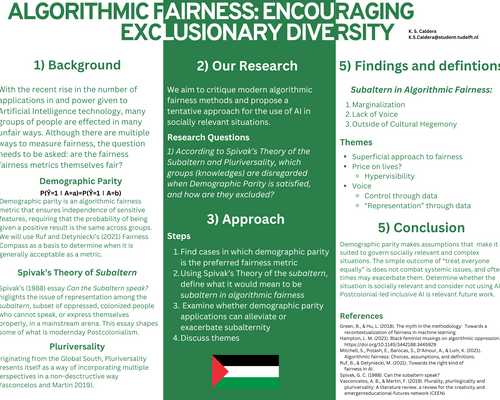 ALGORITHMIC FAIRNESS: ENCOURAGING
EXCLUSIONARY DIVERSITY
K. S. Caldera
K.S.Caldera@student.tudelft.nl
1) Background
With the recent rise in the number of
applications in and power given to
Artificial Intelligence technology, many
groups of people are effected in many
unfair ways. Although there are multiple
ways to measure fairness, the question
needs to be asked: are the fairness
fairness metrics themselves fair?
Demographic Parity
P(Ŷ=1 | A=a)=P(Ŷ=1 | A=b)
Demographic parity is an algorithmic fairness
metric that ensures independence of sensitive
features, requiring that the probability of being
given a positive result is the same across groups.
We will use Ruf and Detyniecki's (2021) Fairness
Compass as a basis to determine when it is
generally acceptable as a metric.
Spivak's Theory of Subaltern
Spivak's (1988) essay Can the Subaltern speak?
higlights the issue of representation among the
subaltern, subset of oppressed, colonied people
who cannot speak, or express themselves
properly, in a mainstream arena. This essay shapes
some of what is modernday Postcolonialism.
Pluriversality
Originating from the Global South, Pluriversality
presents itself as a way of incorporating multiple
perspectives in a non-desctructive way
(Vasconcelos and Martin 2019).
2) Our Research
We aim to critique modern algorithmic
fairness methods and propose a
tentative approach for the use of AI in
socially relevant situations.
Research Questions
1) According to Spivak's Theory of the
Subaltern and Pluriversality, which
groups (knowledges) are disregarded
when Demographic Parity is satisfied,
and how are they excluded?
3) Approach
Steps
1. Find cases in which demographic parity
is the preferred fairness metric
2. Using Spivak's Theory of the subaltern,
define what it would mean to be
subaltern in algorithmic fairness
3. Examine whether demographic parity
applications can alleviate or
exacerbate subalternity
4. Discuss themes
5) Findings and defintions
Subaltern in Algorithmic Fairness:
1. Marginalization
2. Lack of Voice
3. Outside of Cultural Hegemony
Themes
• Superficial approach to fairness
• Price on lives?
◦ Hypervisibility
• Voice
◦ Control through data
◦ "Representation" through data
5) Conclusion
Demographic parity makes assumptions that make it
suited to govern socially relevant and complex
situations. The simple outcome of "treat everyone
equally" is does not combat systemic issues, and often
times may exacerbate them. Determine whether the
situation is socially relevant and consider not using AI.
Postcolonial-led inclusive AI is relevant future work.
References
Green, B., & Hu, L. (2018). The myth in the methodology: Towards a
recontextualization of fairness in machine learning
Hampton, L. M. (2021). Black feminist musings on algorithmic oppression.
https://doi.org/10.1145/3442188.3445929
Mitchell, S., Potash, E., Barocas, S., D'Amour, A., & Lum, K. (2021).
Algorithmic Fairness: Choices, assumptions, and definitions.
Ruf, B., & Detyniecki, M. (2021). Towards the right kind of
fairness in AI.
Spivak, G. C. (1988). Can the subaltern speak?
Vasconcelos, A., & Martin, F. (2019). Plurality, plurilogicality and
pluriversality: A literature review. A review for the creativity and
emergenceducational-futures-network (CEEN)